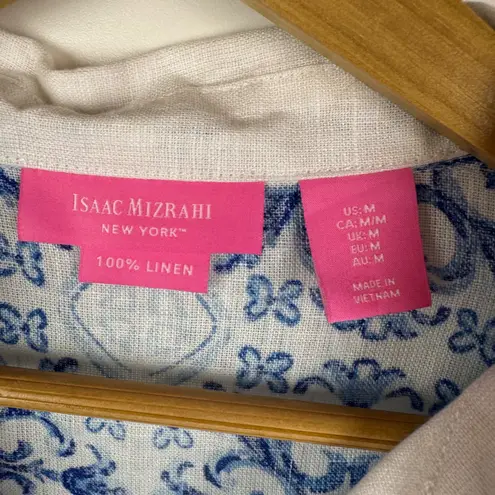 ISAAC MIZRAHI
NEW YORK™
100% LINEN
US: M
CA: M/M
UK: M
EU: M
AU: M
MADE IN
VIETNAM